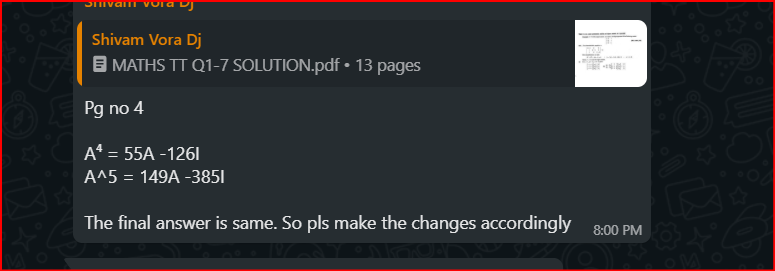 Shivam Vora Dj
Shivam Vora Dj
MATHS TT Q1-7 SOLUTION.pdf • 13 pages
Pg no 4
A⁴ = 55A -126I
A^5 = 149A -385I
The final answer is same. So pls make the changes accordingly
8:00 PM